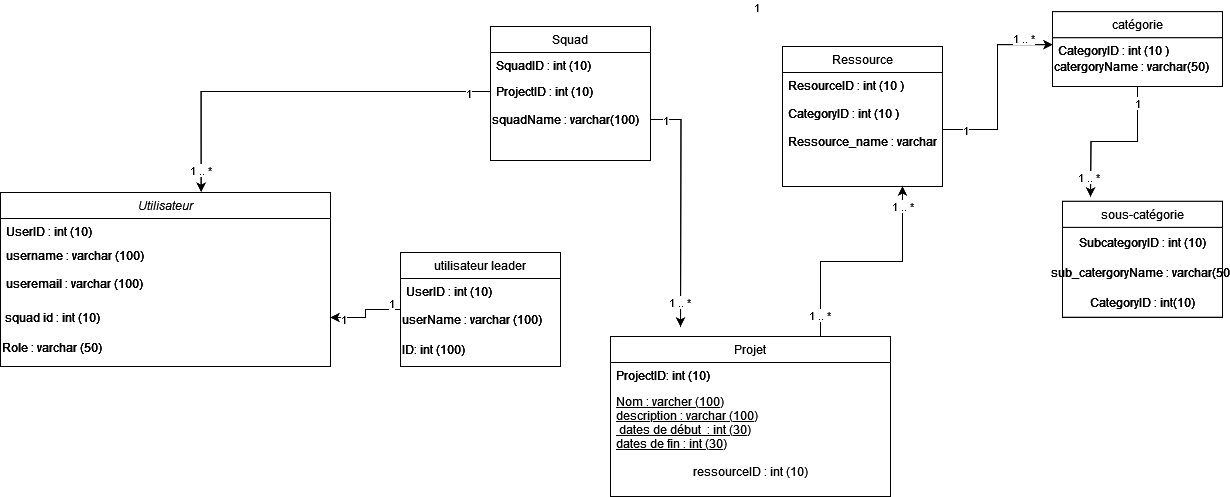 1
Squad
SquadID : int (10)
ProjectID : int (10)
squadName : varchar(100)
1
1
1 .. *
1 .. *
Utilisateur
UserID : int (10)
username : varchar (100)
useremail : varchar (100)
squad id : int (10)
Role : varchar (50)
utilisateur leader
UserID : int (10)
userName : varchar (100)
ID: int (100)
1
1
Projet
ProjectID: int (10)
Nom : varcher (100)
description : varchar (100)
dates de début : int (30)
dates de fin : int (30)
ressourceID : int (10)
1 .. *
1 .. *
Ressource
ResourceID : int (10 )
CategoryID : int (10 )
Ressource_name : varchar
1
1 .. *
catégorie
CategoryID : int (10 )
catergoryName : varchar(50)
1
1 .. *
sous-catégorie
SubcategoryID : int (10)
sub_catergoryName : varchar(50
CategoryID : int(10)